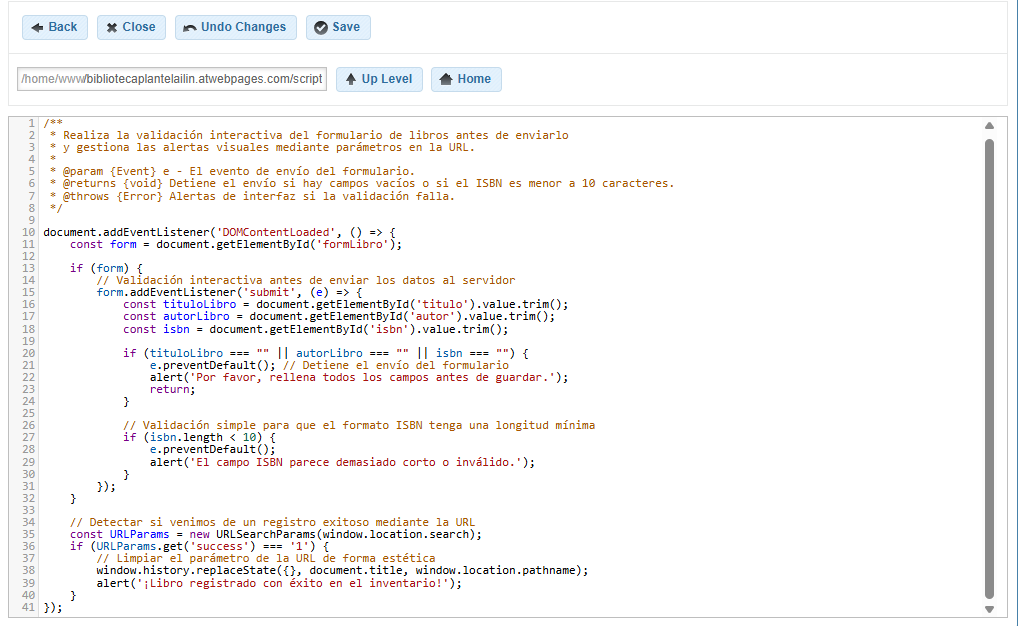 Back Close Undo Changes Save
/home/www/bibliotecaplantelailin.atwebpages.com/script Up Level Home
1 /**
2  * Realiza la validación interactiva del formulario de libros antes de enviarlo
3  * y gestiona las alertas visuales mediante parámetros en la URL.
4  *
5  * @param {Event} e - El evento de envío del formulario.
6  * @returns {void} Detiene el envío si hay campos vacíos o si el ISBN es menor a 10 caracteres.
7  * @throws {Error} Alertas de interfaz si la validación falla.
8  */
9
10 document.addEventListener('DOMContentLoaded', () => {
11     const form = document.getElementById('formLibro');
12
13     if (form) {
14         // Validación interactiva antes de enviar los datos al servidor
15         form.addEventListener('submit', (e) => {
16             const tituloLibro = document.getElementById('titulo').value.trim();
17             const autorLibro = document.getElementById('autor').value.trim();
18             const isbn = document.getElementById('isbn').value.trim();
19
20             if (tituloLibro === "" || autorLibro === "" || isbn === "") {
21                 e.preventDefault(); // Detiene el envío del formulario
22                 alert('Por favor, rellena todos los campos antes de guardar.');
23                 return;
24             }
25
26             // Validación simple para que el formato ISBN tenga una longitud mínima
27             if (isbn.length < 10) {
28                 e.preventDefault();
29                 alert('El campo ISBN parece demasiado corto o inválido.');
30             }
31         });
32     }
33
34     // Detectar si venimos de un registro exitoso mediante la URL
35     const URLParams = new URLSearchParams(window.location.search);
36     if (URLParams.get('success') === '1') {
37         // Limpiar el parámetro de la URL de forma estética
38         window.history.replaceState({}, document.title, window.location.pathname);
39         alert('¡Libro registrado con éxito en el inventario!');
40     }
41 });